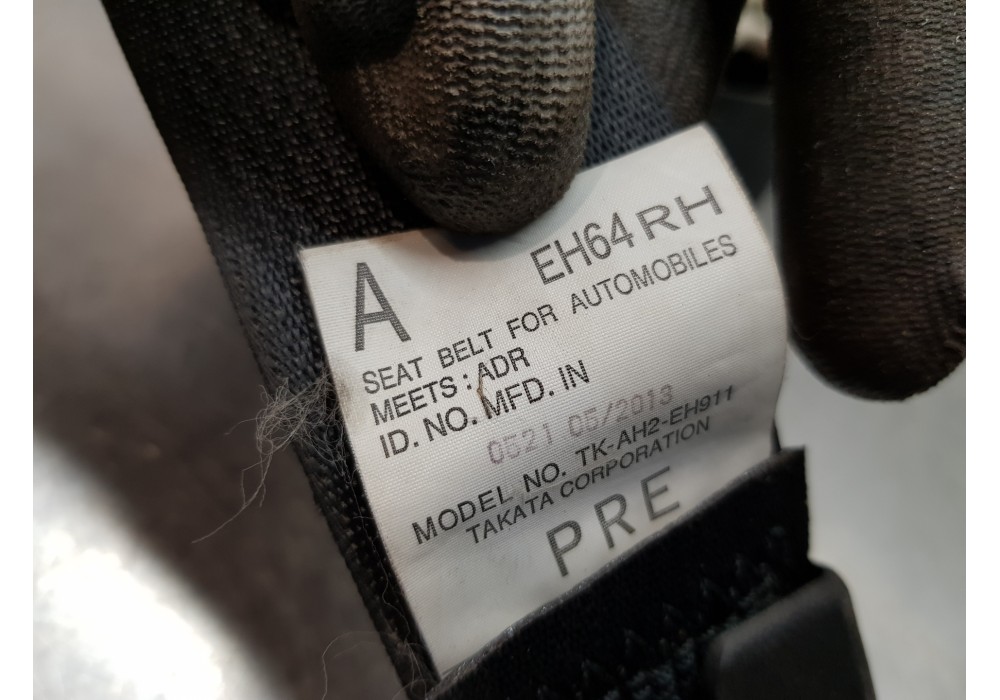 A EH64 RH
SEAT BELT FOR AUTOMOBILES
MEETS : ADR
ID. NO. MFD. IN
0521 05/2013
MODEL NO. TK-AH2-EH911
TAKATA CORPORATION
PRE